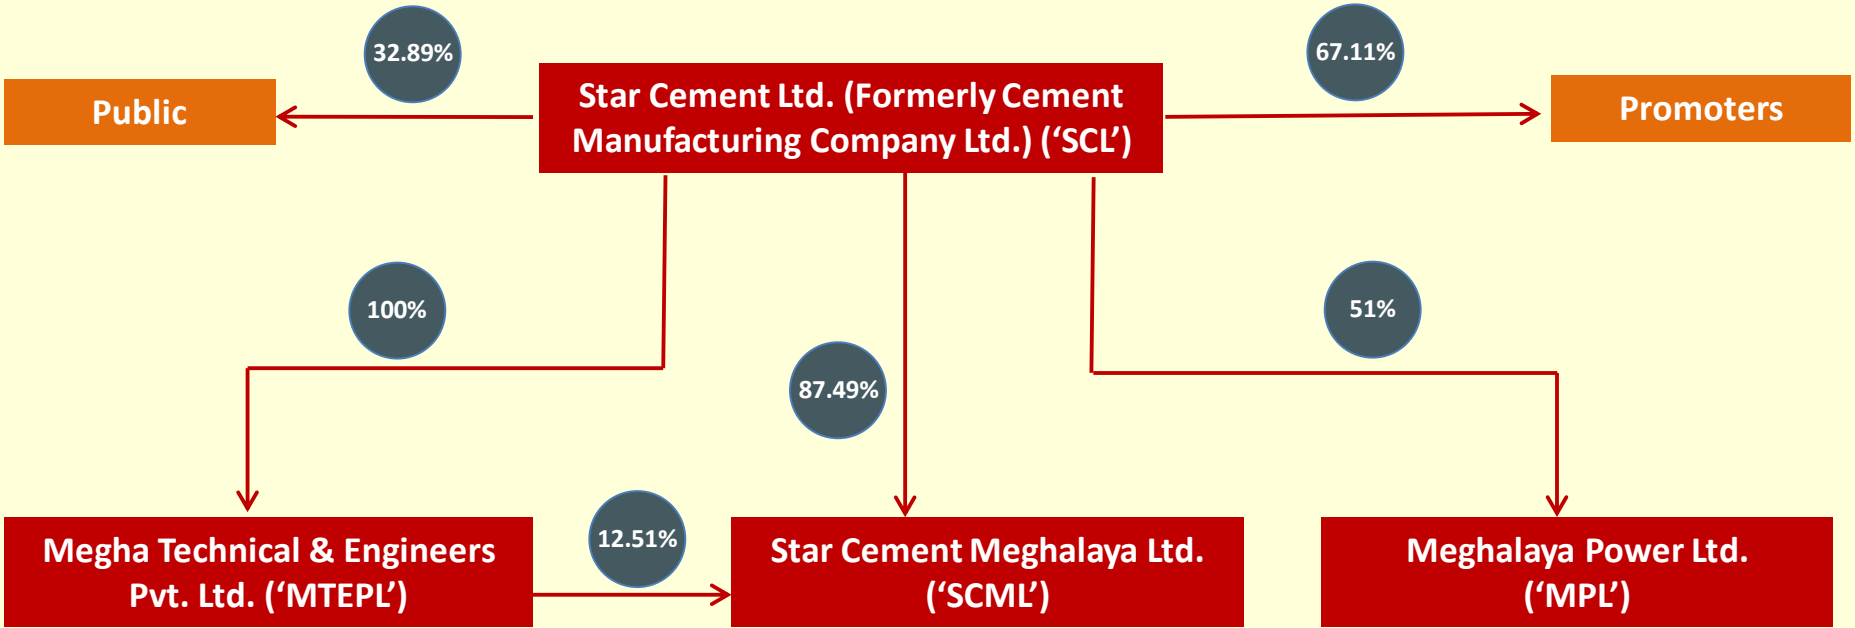 32.89%
67.11%
Public
Star Cement Ltd. (Formerly Cement
Manufacturing Company Ltd.) (‘SCL’)
Promoters
100%
87.49%
51%
Megha Technical & Engineers
Pvt. Ltd. (‘MTEPL’)
12.51%
Star Cement Meghalaya Ltd.
(‘SCML’)
Meghalaya Power Ltd.
(‘MPL’)